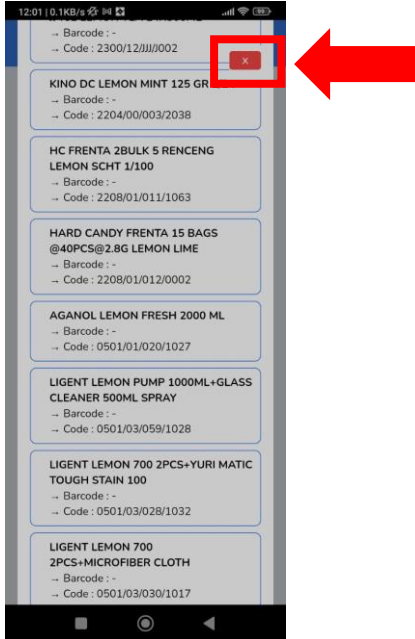 12:01 | 0.1KB/s
→ Barcode : -
→ Code : 2300/12/JJJ/J002
x
KINO DC LEMON MINT 125 GR
→ Barcode : -
→ Code : 2204/00/003/2038
HC FRENTA 2BULK 5 RENCENG
LEMON SCHT 1/100
→ Barcode : -
→ Code : 2208/01/011/1063
HARD CANDY FRENTA 15 BAGS
@40PCS@2.8G LEMON LIME
→ Barcode : -
→ Code : 2208/01/012/0002
AGANOL LEMON FRESH 2000 ML
→ Barcode : -
→ Code : 0501/01/020/1027
LIGENT LEMON PUMP 1000ML+GLASS
CLEANER 500ML SPRAY
→ Barcode : -
→ Code : 0501/03/059/1028
LIGENT LEMON 700 2PCS+YURI MATIC
TOUGH STAIN 100
→ Barcode : -
→ Code : 0501/03/028/1032
LIGENT LEMON 700
2PCS+MICROFIBER CLOTH
→ Barcode : -
→ Code : 0501/03/030/1017